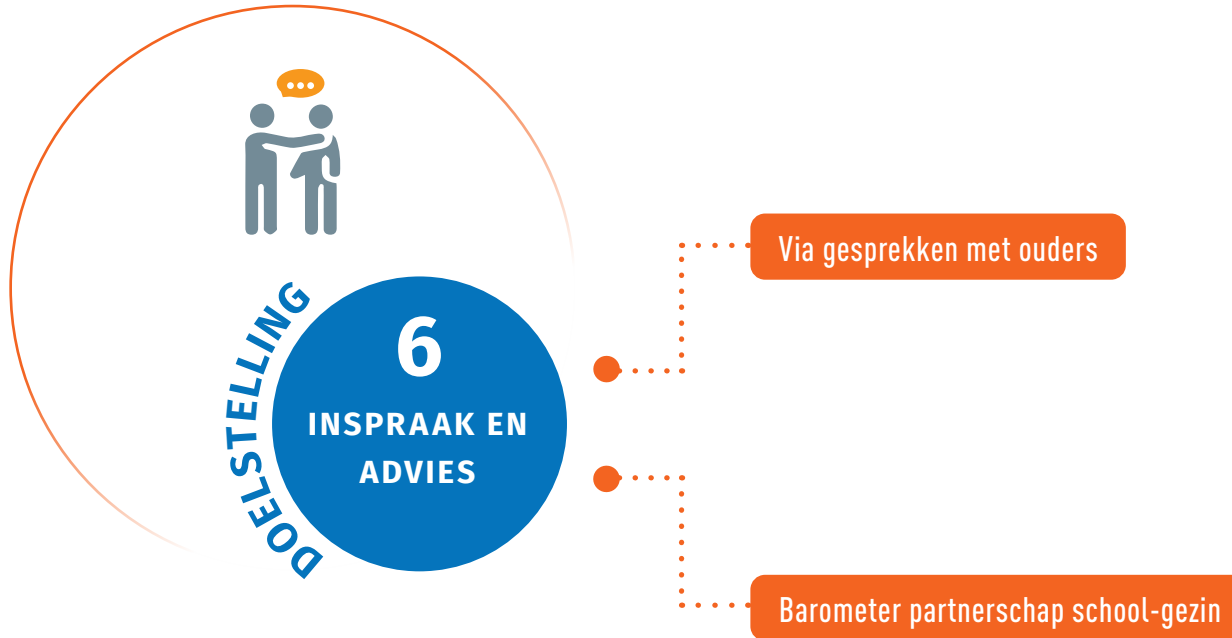 DOELSTELLING
6
INSPRAAK EN
ADVIES
Via gesprekken met ouders
Barometer partnerschap school-gezin